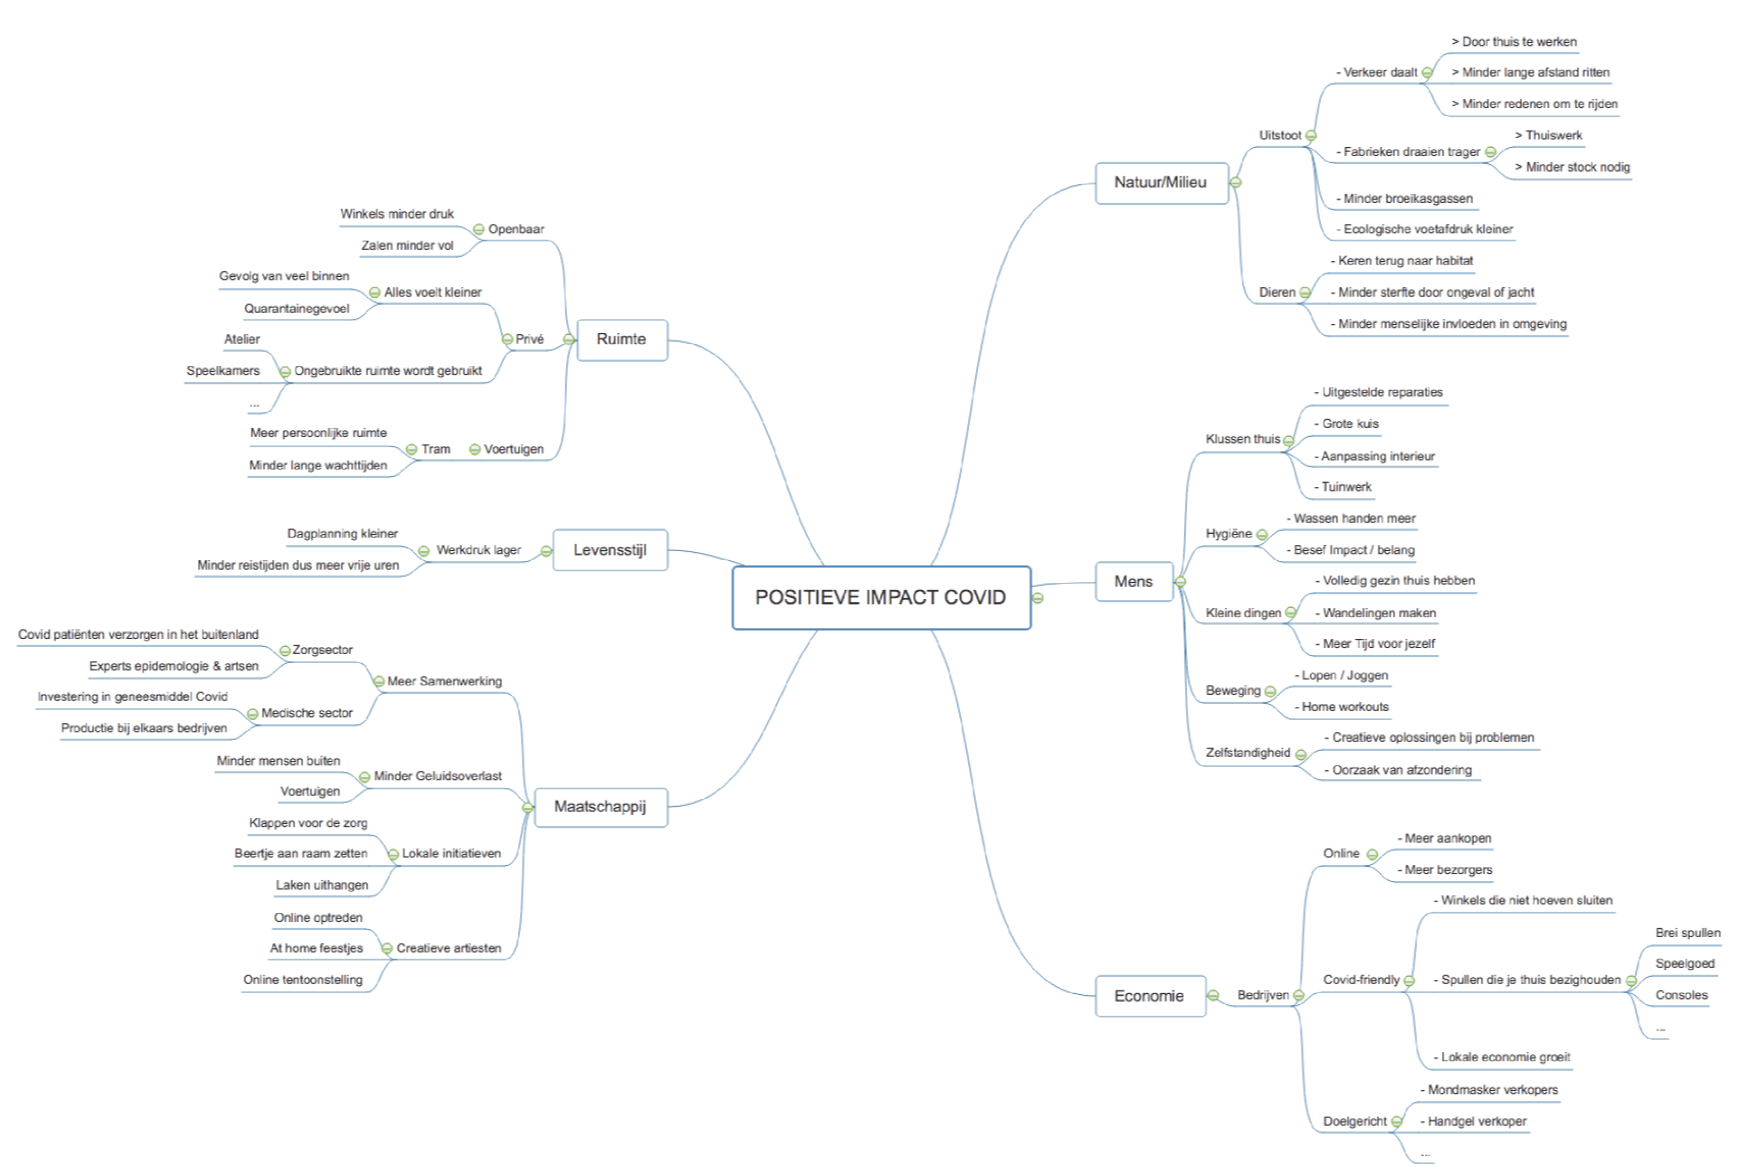 POSITIEVE IMPACT COVID
Natuur/Milieu
Uitstoot
- Verkeer daalt
> Door thuis te werken
> Minder lange afstand ritten
> Minder redenen om te rijden
- Fabrieken draaien trager
> Thuiswerk
> Minder stock nodig
- Minder broeikasgassen
- Ecologische voetafdruk kleiner
Dieren
- Keren terug naar habitat
- Minder sterfte door ongeval of jacht
- Minder menselijke invloeden in omgeving
Mens
Klussen thuis
- Uitgestelde reparaties
- Grote kuis
- Aanpassing interieur
- Tuinwerk
Hygiëne
- Wassen handen meer
- Besef Impact / belang
Kleine dingen
- Volledig gezin thuis hebben
- Wandelingen maken
- Meer Tijd voor jezelf
Beweging
- Lopen / Joggen
- Home workouts
Zelfstandigheid
- Creatieve oplossingen bij problemen
- Oorzaak van afzondering
Economie
Bedrijven
Online
- Meer aankopen
- Meer bezorgers
Covid-friendly
- Winkels die niet hoeven sluiten
- Spullen die je thuis bezighouden
Brei spullen
Speelgoed
Consoles
...
- Lokale economie groeit
Doelgericht
- Mondmasker verkopers
- Handgel verkoper
...
Ruimte
Openbaar
Winkels minder druk
Zalen minder vol
Privé
Alles voelt kleiner
Gevolg van veel binnen
Quarantainegevoel
Ongebruikte ruimte wordt gebruikt
Atelier
Speelkamers
...
Voertuigen
Tram
Meer persoonlijke ruimte
Minder lange wachttijden
Levensstijl
Werkdruk lager
Dagplanning kleiner
Minder reistijden dus meer vrije uren
Maatschappij
Meer Samenwerking
Zorgsector
Covid patiënten verzorgen in het buitenland
Experts epidemologie & artsen
Medische sector
Investering in geneesmiddel Covid
Productie bij elkaars bedrijven
Minder Geluidsoverlast
Minder mensen buiten
Voertuigen
Lokale initiatieven
Klappen voor de zorg
Beertje aan raam zetten
Laken uithangen
Creatieve artiesten
Online optreden
At home feestjes
Online tentoonstelling